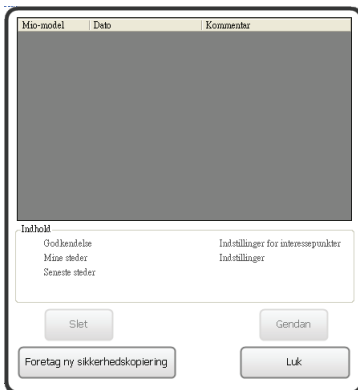 Mio-model Dato Kommentar
Indhold
Godkendelse Indstillinger for interessepunkter
Mine steder Indstillinger
Seneste steder
Slet Gendan
Foretag ny sikkerhedskopiering Luk